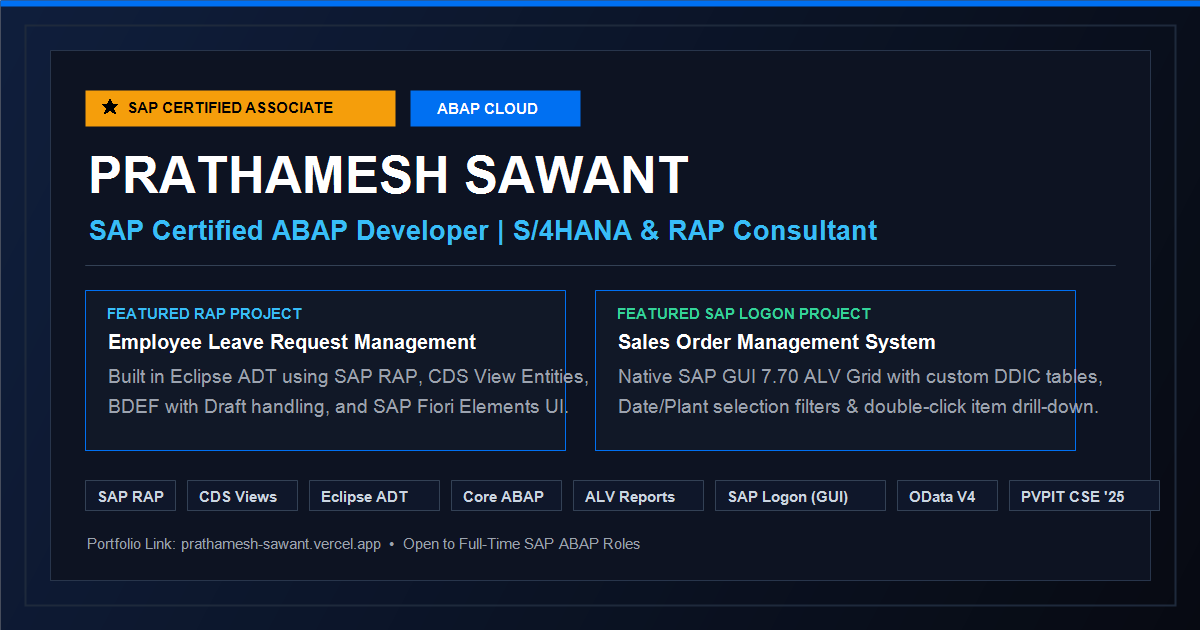 ★ SAP CERTIFIED ASSOCIATE
ABAP CLOUD
PRATHAMESH SAWANT
SAP Certified ABAP Developer | S/4HANA & RAP Consultant
FEATURED RAP PROJECT
Employee Leave Request Management
Built in Eclipse ADT using SAP RAP, CDS View Entities,
BDEF with Draft handling, and SAP Fiori Elements UI.
FEATURED SAP LOGON PROJECT
Sales Order Management System
Native SAP GUI 7.70 ALV Grid with custom DDIC tables,
Date/Plant selection filters & double-click item drill-down.
SAP RAP
CDS Views
Eclipse ADT
Core ABAP
ALV Reports
SAP Logon (GUI)
OData V4
PVPIT CSE '25
Portfolio Link: prathamesh-sawant.vercel.app • Open to Full-Time SAP ABAP Roles